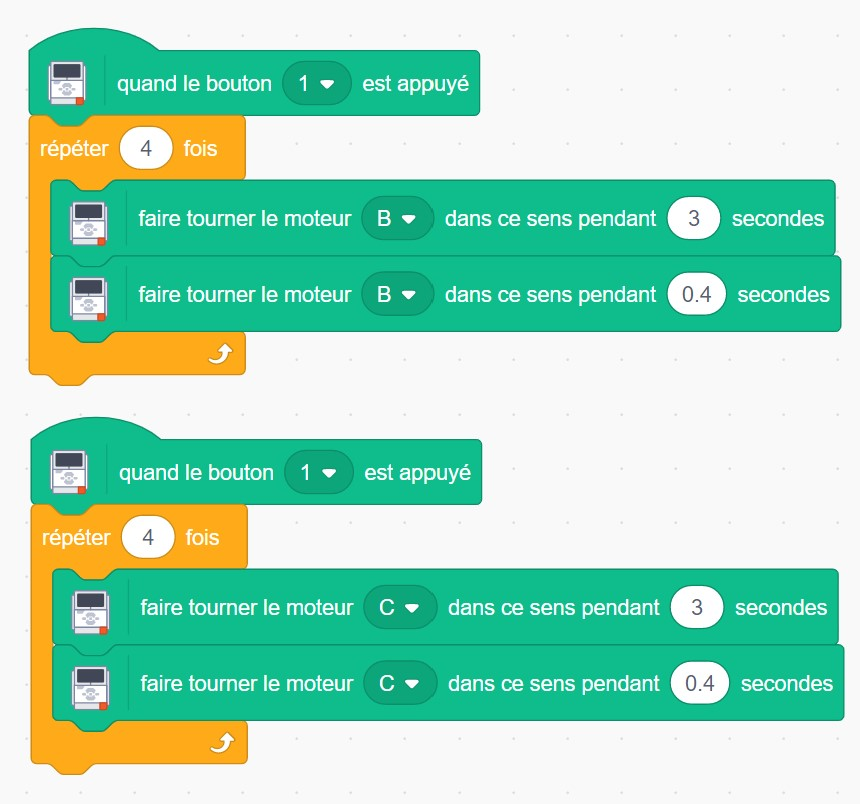 quand le bouton 1 est appuyé
répéter 4 fois
faire tourner le moteur B dans ce sens pendant 3 secondes
faire tourner le moteur B dans ce sens pendant 0.4 secondes
quand le bouton 1 est appuyé
répéter 4 fois
faire tourner le moteur C dans ce sens pendant 3 secondes
faire tourner le moteur C dans ce sens pendant 0.4 secondes